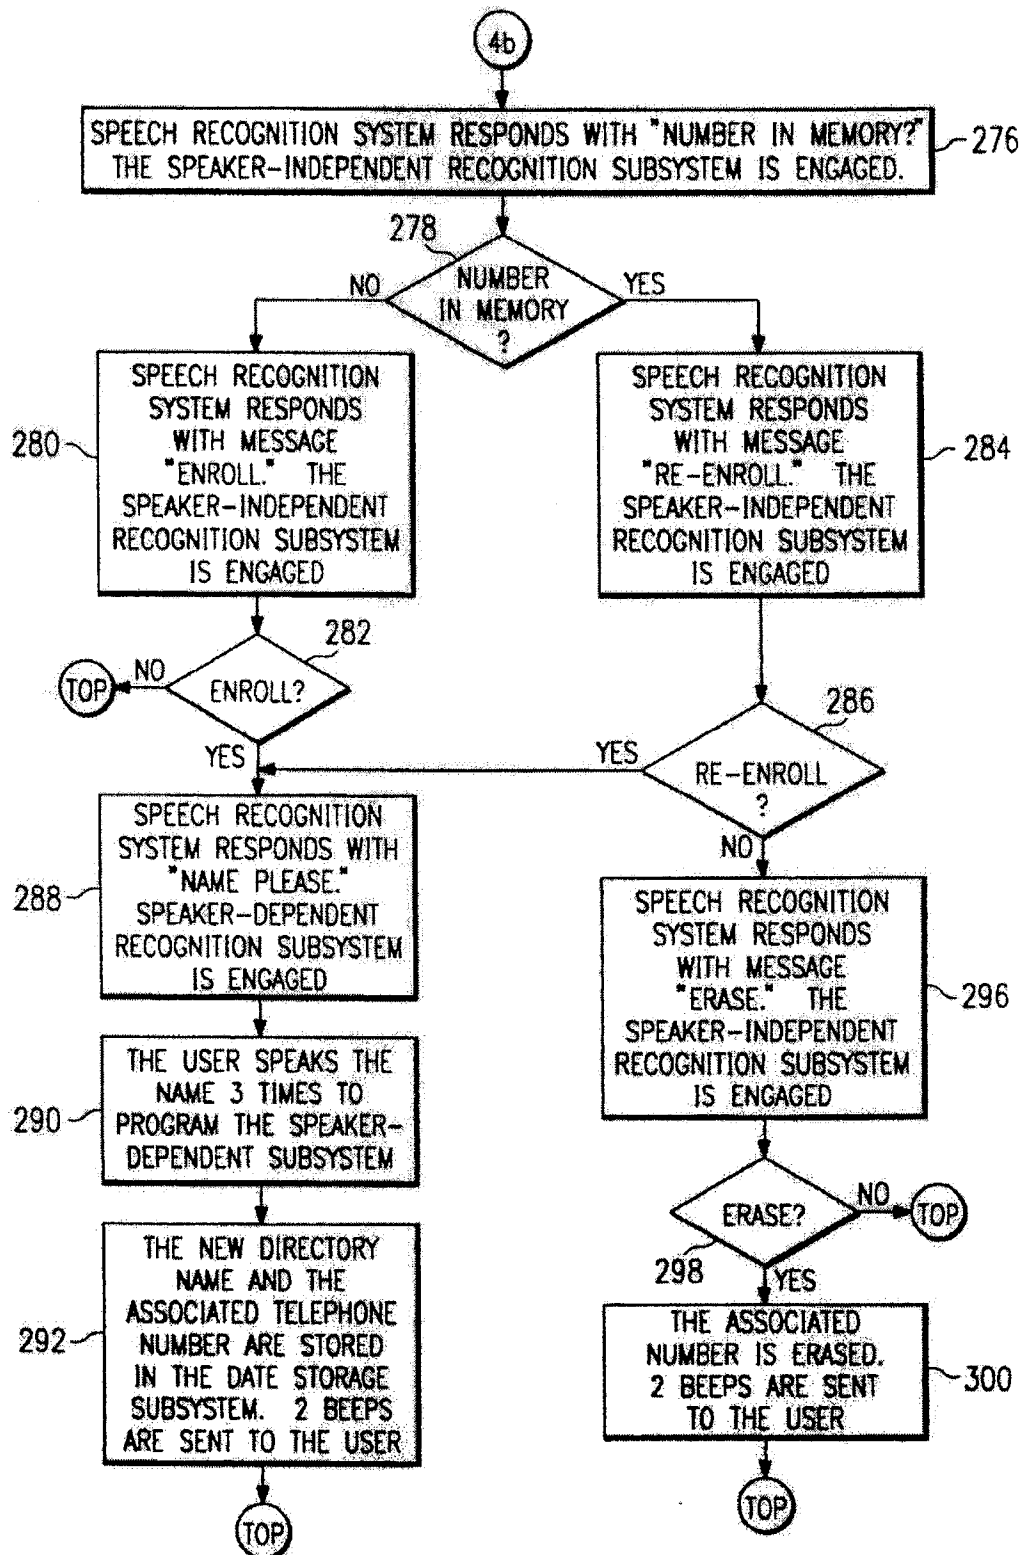 4b
SPEECH RECOGNITION SYSTEM RESPONDS WITH "NUMBER IN MEMORY?"
THE SPEAKER-INDEPENDENT RECOGNITION SUBSYSTEM IS ENGAGED.
276
278
NUMBER
IN MEMORY
?
NO
YES
SPEECH RECOGNITION
SYSTEM RESPONDS
WITH MESSAGE
"ENROLL." THE
SPEAKER-INDEPENDENT
RECOGNITION SUBSYSTEM
IS ENGAGED
280
SPEECH RECOGNITION
SYSTEM RESPONDS
WITH MESSAGE
"RE-ENROLL." THE
SPEAKER-INDEPENDENT
RECOGNITION SUBSYSTEM
IS ENGAGED
284
282
ENROLL?
NO
TOP
YES
286
RE-ENROLL
?
YES
NO
SPEECH RECOGNITION
SYSTEM RESPONDS WITH
"NAME PLEASE."
SPEAKER-DEPENDENT
RECOGNITION SUBSYSTEM
IS ENGAGED
288
SPEECH RECOGNITION
SYSTEM RESPONDS
WITH MESSAGE
"ERASE." THE
SPEAKER-INDEPENDENT
RECOGNITION SUBSYSTEM
IS ENGAGED
296
THE USER SPEAKS THE
NAME 3 TIMES TO
PROGRAM THE SPEAKER-
DEPENDENT SUBSYSTEM
290
ERASE?
NO
TOP
298
YES
THE NEW DIRECTORY
NAME AND THE
ASSOCIATED TELEPHONE
NUMBER ARE STORED
IN THE DATE STORAGE
SUBSYSTEM. 2 BEEPS
ARE SENT TO THE USER
292
THE ASSOCIATED
NUMBER IS ERASED.
2 BEEPS ARE SENT
TO THE USER
300
TOP
TOP